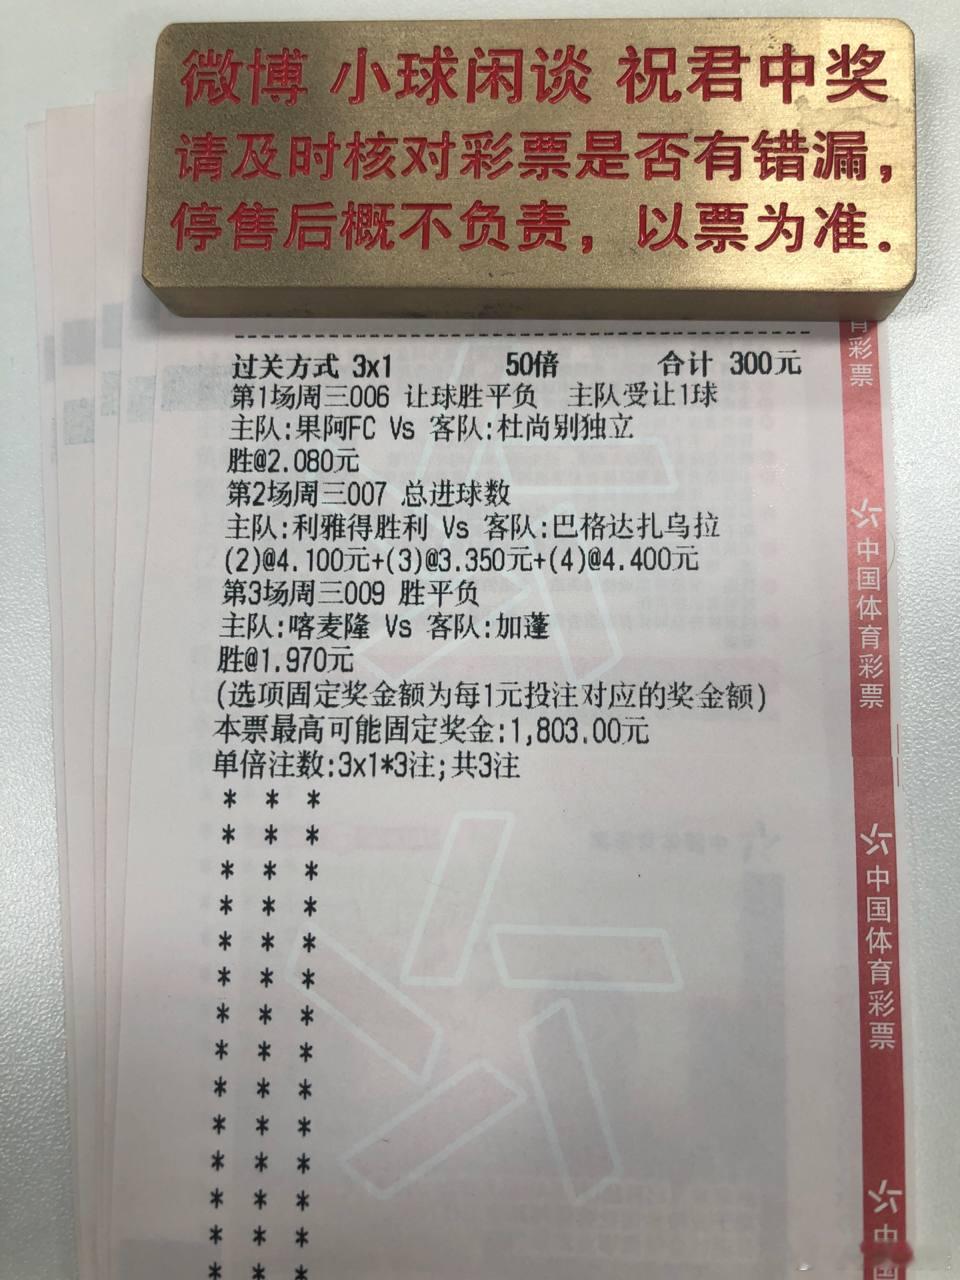 微博 小球闲谈 祝君中奖
请及时核对彩票是否有错漏，
停售后概不负责，以票为准.
过关方式 3x1 50倍 合计 300元
第1场周三006 让球胜平负 主队受让1球
主队:果阿FC Vs 客队:杜尚别独立
胜@2.080元
第2场周三007 总进球数
主队:利雅得胜利 Vs 客队:巴格达扎乌拉
(2)@4.100元+(3)@3.350元+(4)@4.400元
第3场周三009 胜平负
主队:喀麦隆 Vs 客队:加蓬
胜@1.970元
(选项固定奖金额为每1元投注对应的奖金额)
本票最高可能固定奖金:1,803.00元
单倍注数:3x1*3注;共3注
* * *
* * *
* * *
* * *
* * *
* * *
* * *
* * *
* * *
* * *
* * *
* * *
* * *
* * *
育彩票
中国体育彩票
中国体育彩票
中国